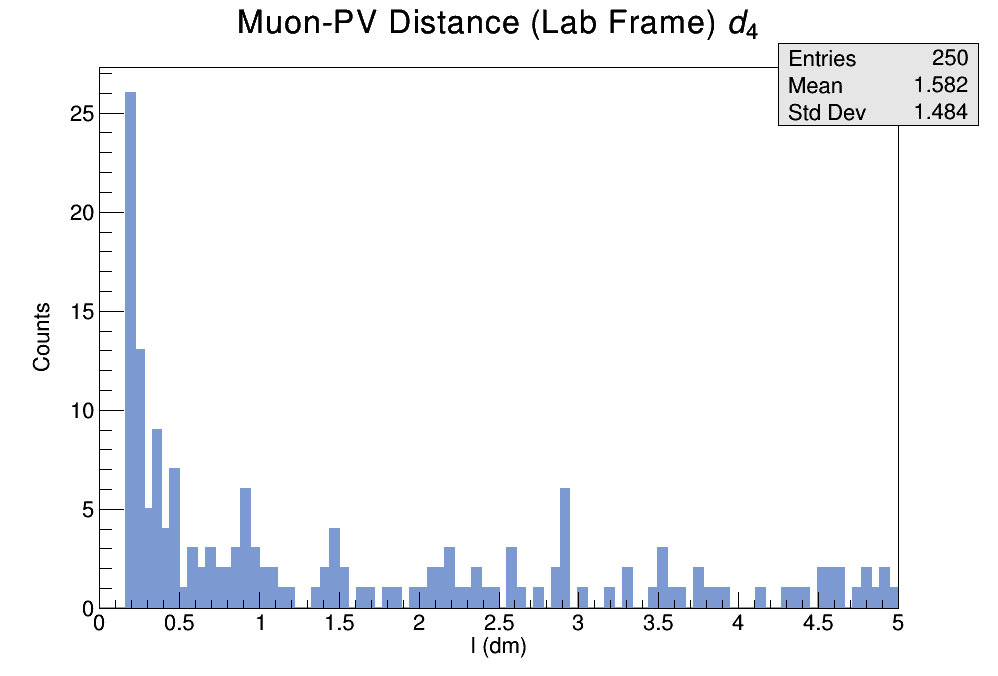 Muon-PV Distance (Lab Frame) d₄
Entries 250
Mean 1.582
Std Dev 1.484
25
20
15
10
5
0
Counts
0 0.5 1 1.5 2 2.5 3 3.5 4 4.5 5
l (dm)